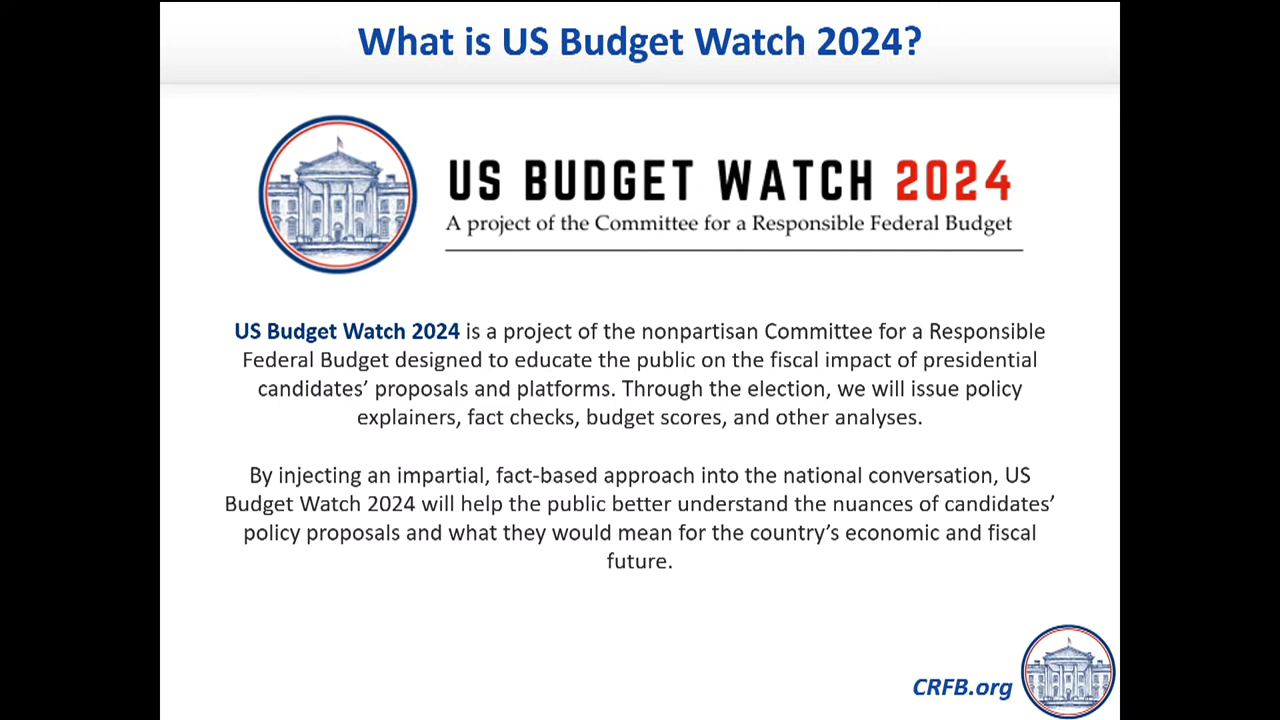 What is US Budget Watch 2024?
US BUDGET WATCH 2024
A project of the Committee for a Responsible Federal Budget
US Budget Watch 2024 is a project of the nonpartisan Committee for a Responsible
Federal Budget designed to educate the public on the fiscal impact of presidential
candidates’ proposals and platforms. Through the election, we will issue policy
explainers, fact checks, budget scores, and other analyses.
By injecting an impartial, fact-based approach into the national conversation, US
Budget Watch 2024 will help the public better understand the nuances of candidates’
policy proposals and what they would mean for the country’s economic and fiscal
future.
CRFB.org